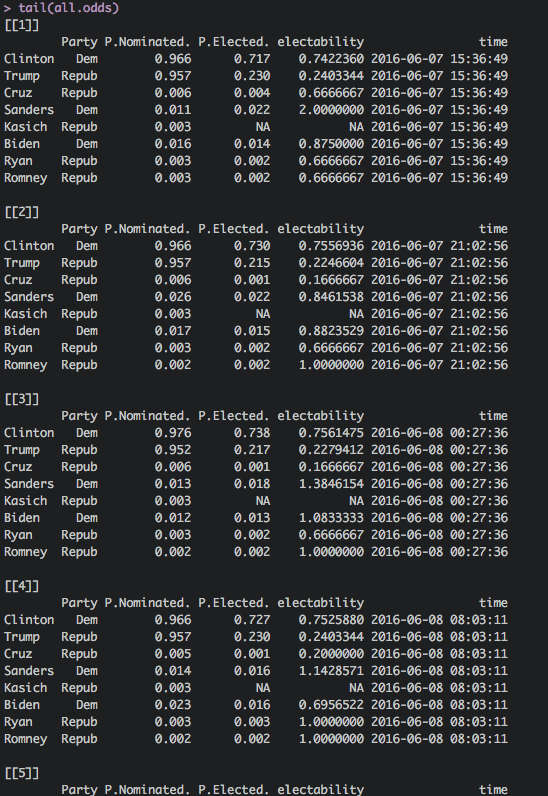 > tail(all.odds)
[[1]]
Party P.Nominated. P.Elected. electability time
Clinton Dem 0.966 0.717 0.7422360 2016-06-07 15:36:49
Trump Repub 0.957 0.230 0.2403344 2016-06-07 15:36:49
Cruz Repub 0.006 0.004 0.6666667 2016-06-07 15:36:49
Sanders Dem 0.011 0.022 2.0000000 2016-06-07 15:36:49
Kasich Repub 0.003 NA NA 2016-06-07 15:36:49
Biden Dem 0.016 0.014 0.8750000 2016-06-07 15:36:49
Ryan Repub 0.003 0.002 0.6666667 2016-06-07 15:36:49
Romney Repub 0.003 0.002 0.6666667 2016-06-07 15:36:49
[[2]]
Party P.Nominated. P.Elected. electability time
Clinton Dem 0.966 0.730 0.7556936 2016-06-07 21:02:56
Trump Repub 0.957 0.215 0.2246604 2016-06-07 21:02:56
Cruz Repub 0.006 0.001 0.1666667 2016-06-07 21:02:56
Sanders Dem 0.026 0.022 0.8461538 2016-06-07 21:02:56
Kasich Repub 0.003 NA NA 2016-06-07 21:02:56
Biden Dem 0.017 0.015 0.8823529 2016-06-07 21:02:56
Ryan Repub 0.003 0.002 0.6666667 2016-06-07 21:02:56
Romney Repub 0.002 0.002 1.0000000 2016-06-07 21:02:56
[[3]]
Party P.Nominated. P.Elected. electability time
Clinton Dem 0.976 0.738 0.7561475 2016-06-08 00:27:36
Trump Repub 0.952 0.217 0.2279412 2016-06-08 00:27:36
Cruz Repub 0.006 0.001 0.1666667 2016-06-08 00:27:36
Sanders Dem 0.013 0.018 1.3846154 2016-06-08 00:27:36
Kasich Repub 0.003 NA NA 2016-06-08 00:27:36
Biden Dem 0.012 0.013 1.0833333 2016-06-08 00:27:36
Ryan Repub 0.003 0.002 0.6666667 2016-06-08 00:27:36
Romney Repub 0.002 0.002 1.0000000 2016-06-08 00:27:36
[[4]]
Party P.Nominated. P.Elected. electability time
Clinton Dem 0.966 0.727 0.7525880 2016-06-08 08:03:11
Trump Repub 0.957 0.230 0.2403344 2016-06-08 08:03:11
Cruz Repub 0.005 0.001 0.2000000 2016-06-08 08:03:11
Sanders Dem 0.014 0.016 1.1428571 2016-06-08 08:03:11
Kasich Repub 0.003 NA NA 2016-06-08 08:03:11
Biden Dem 0.023 0.016 0.6956522 2016-06-08 08:03:11
Ryan Repub 0.003 0.003 1.0000000 2016-06-08 08:03:11
Romney Repub 0.002 0.002 1.0000000 2016-06-08 08:03:11
[[5]]
Party P.Nominated. P.Elected. electability time